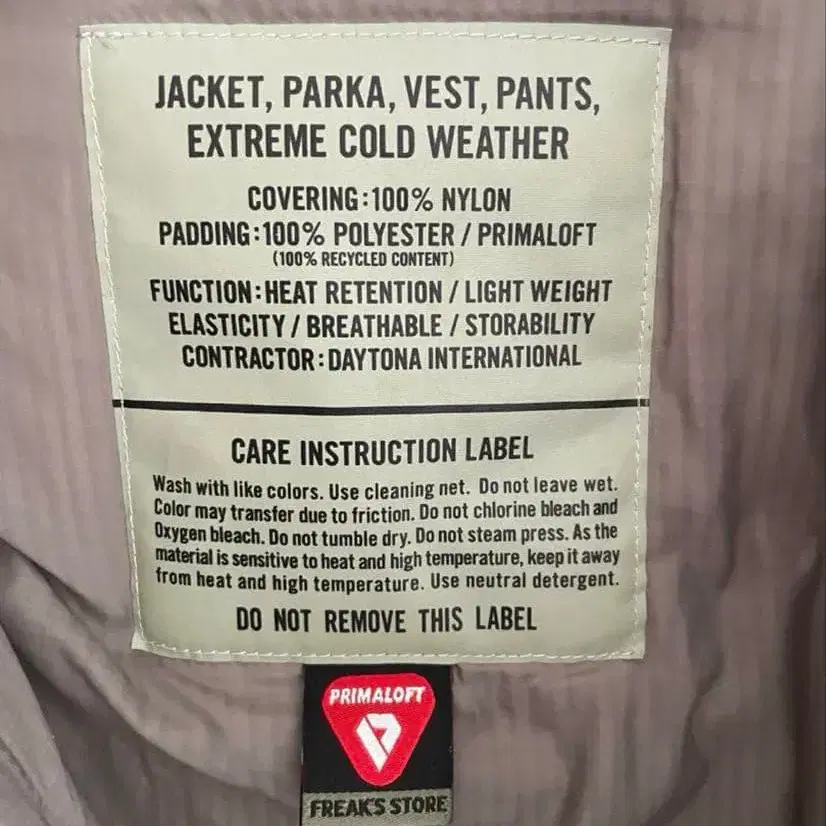 JACKET, PARKA, VEST, PANTS,
EXTREME COLD WEATHER
COVERING:100% NYLON
PADDING:100% POLYESTER / PRIMALOFT
(100% RECYCLED CONTENT)
FUNCTION:HEAT RETENTION / LIGHT WEIGHT
ELASTICITY / BREATHABLE / STORABILITY
CONTRACTOR:DAYTONA INTERNATIONAL
CARE INSTRUCTION LABEL
Wash with like colors. Use cleaning net. Do not leave wet.
Color may transfer due to friction. Do not chlorine bleach and
Oxygen bleach. Do not tumble dry. Do not steam press. As the
material is sensitive to heat and high temperature, keep it away
from heat and high temperature. Use neutral detergent.
DO NOT REMOVE THIS LABEL
PRIMALOFT
FREAK'S STORE